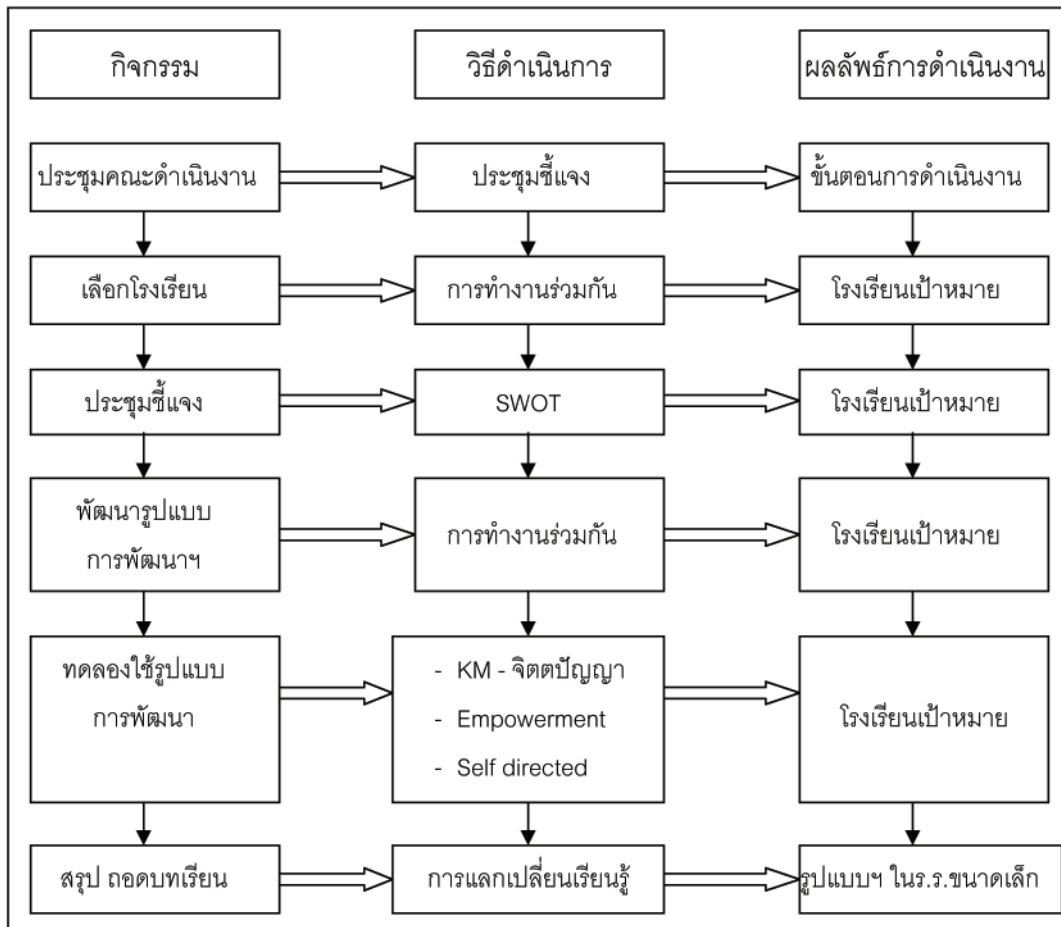 กิจกรรม
วิธีดำเนินการ
ผลลัพธ์การดำเนินงาน
ประชุมคณะดำเนินงาน
ประชุมชี้แจง
ขั้นตอนการดำเนินงาน
เลือกโรงเรียน
การทำงานร่วมกัน
โรงเรียนเป้าหมาย
ประชุมชี้แจง
SWOT
โรงเรียนเป้าหมาย
พัฒนารูปแบบ
การพัฒนาฯ
การทำงานร่วมกัน
โรงเรียนเป้าหมาย
ทดลองใช้รูปแบบ
การพัฒนา
- KM - จิตตปัญญา
- Empowerment
- Self directed
โรงเรียนเป้าหมาย
สรุป ถอดบทเรียน
การแลกเปลี่ยนเรียนรู้
รูปแบบฯ ในร.ร.ขนาดเล็ก